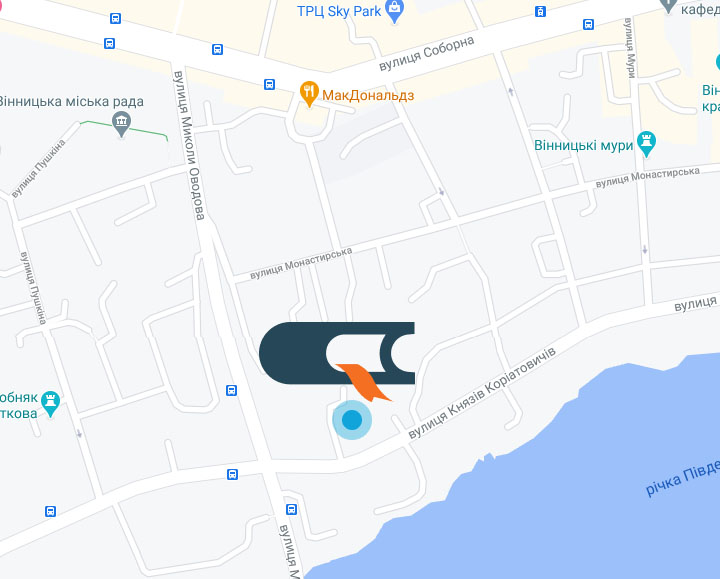 ТРЦ Sky Park
кафед
вулиця Соборна
вулиця Мури
МакДональдз
Він
кра
Вінницька міська рада
вулиця Миколи Оводова
Вінницькі мури
вулиця Пушкіна
вулиця Монастирська
вулиця Монастирська
вулиця Пушкіна
вулиця
вулиця Князів Коріатовичів
обняк
ткова
річка Півде
вулиця М